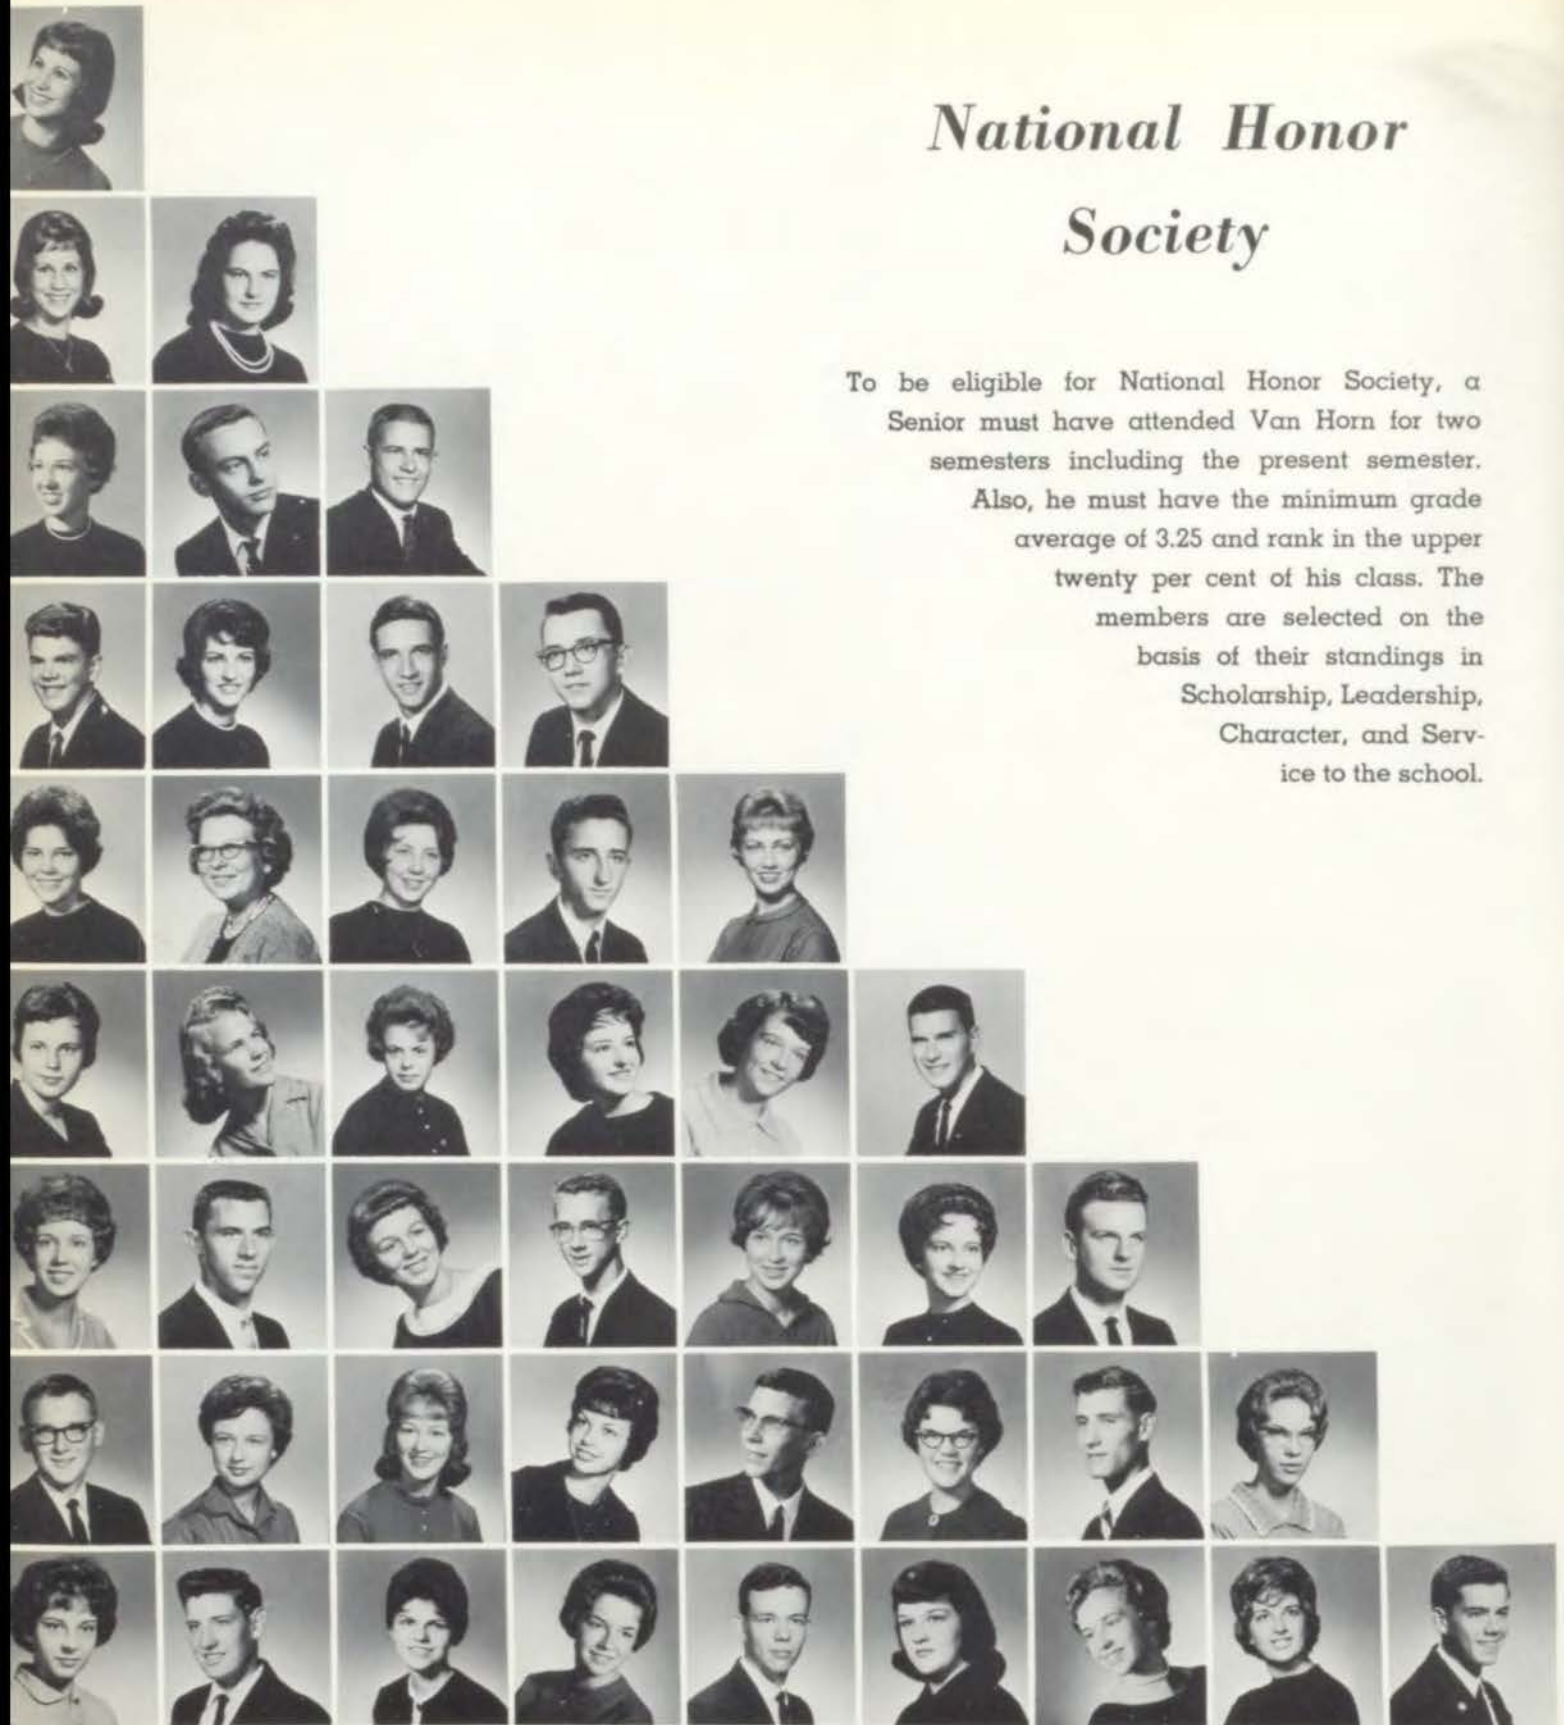 National Honor
Society
To be eligible for National Honor Society, a
Senior must have attended Van Horn for two
semesters including the present semester.
Also, he must have the minimum grade
average of 3.25 and rank in the upper
twenty per cent of his class. The
members are selected on the
basis of their standings in
Scholarship, Leadership,
Character, and Serv-
ice to the school.